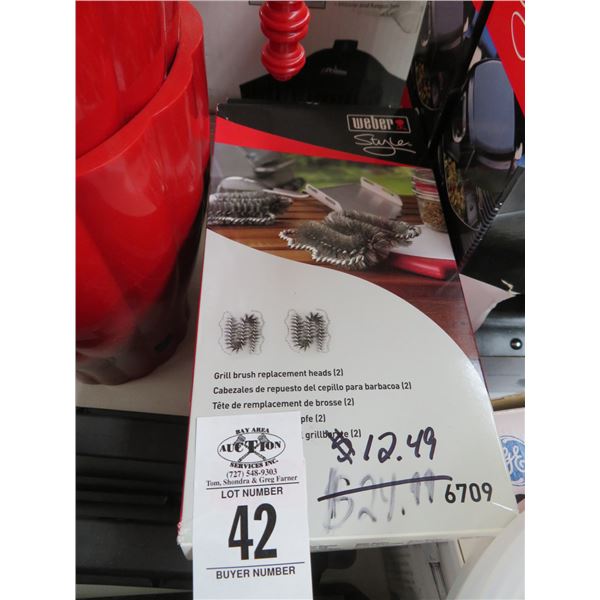 weber
Style
Grill brush replacement heads (2)
Cabezales de repuesto del cepillo para barbacoa (2)
Tête de remplacement de brosse (2)
pfe (2)
$12.49
$24.99
6709
BAY AREA
AUCTION
SERVICES INC.
(727) 548-9303
Tom, Shondra & Greg Farner
LOT NUMBER
42
BUYER NUMBER